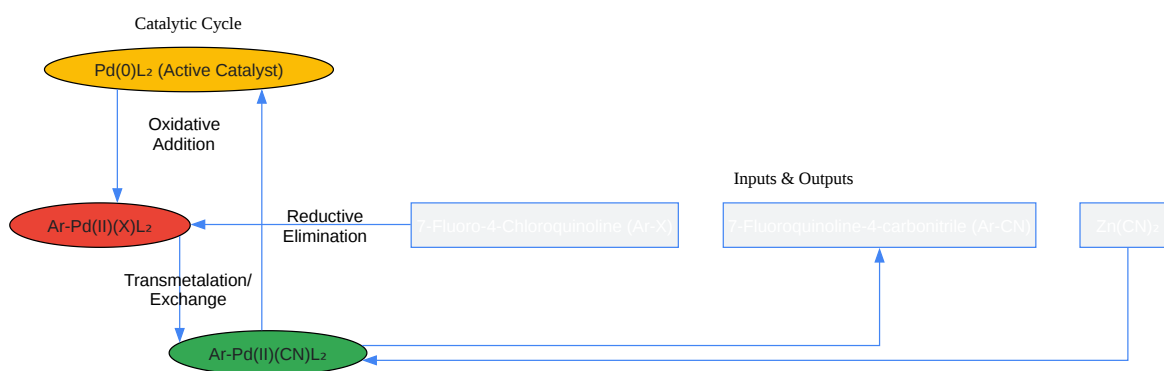 Catalytic Cycle
Pd(0)L₂ (Active Catalyst)
Oxidative
Addition
Inputs & Outputs
Ar-Pd(II)(X)L₂
Reductive
Elimination
7-Fluoro-4-Chloroquinoline (Ar-X)
7-Fluoroquinoline-4-carbonitrile (Ar-CN)
Zn(CN)₂
Transmetalation/
Exchange
Ar-Pd(II)(CN)L₂